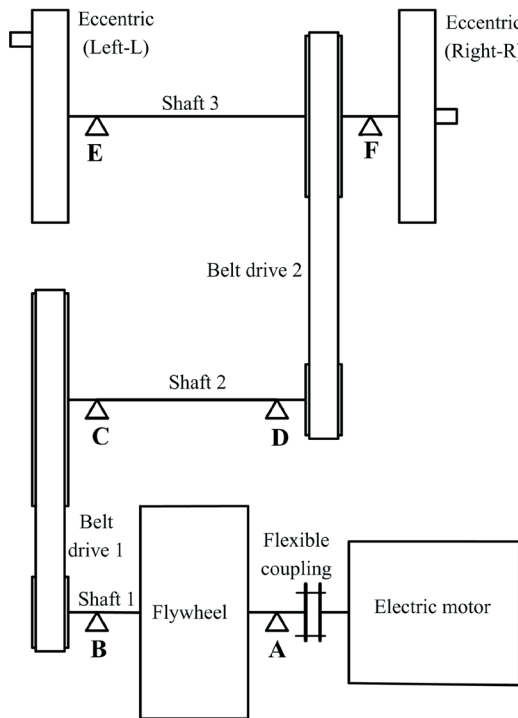 Eccentric
(Left-L)
Eccentric
(Right-R)
Shaft 3
E
F
Belt drive 2
Shaft 2
C
D
Belt
drive 1
Flexible
coupling
Shaft 1
Flywheel
Electric motor
B
A